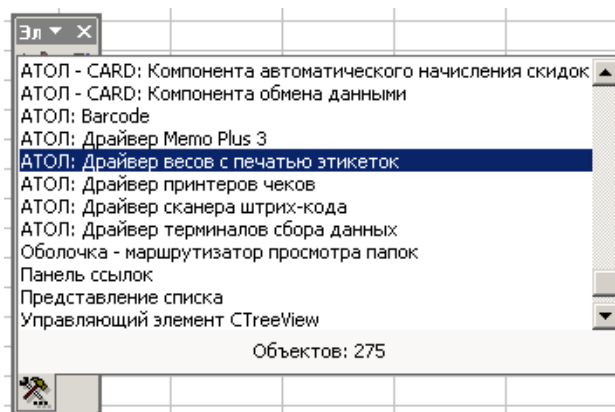 Эл
АТОЛ - CARD: Компонента автоматического начисления скидок
АТОЛ - CARD: Компонента обмена данными
АТОЛ: Barcode
АТОЛ: Драйвер Memo Plus 3
АТОЛ: Драйвер весов с печатью этикеток
АТОЛ: Драйвер принтеров чеков
АТОЛ: Драйвер сканера штрих-кода
АТОЛ: Драйвер терминалов сбора данных
Оболочка - маршрутизатор просмотра папок
Панель ссылок
Представление списка
Управляющий элемент CTreeView
Объектов: 275